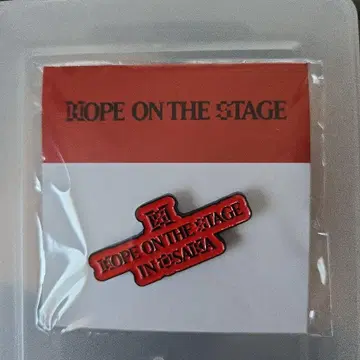 HOPE ON THE STAGE
H
HOPE ON THE STAGE
IN OSAKA